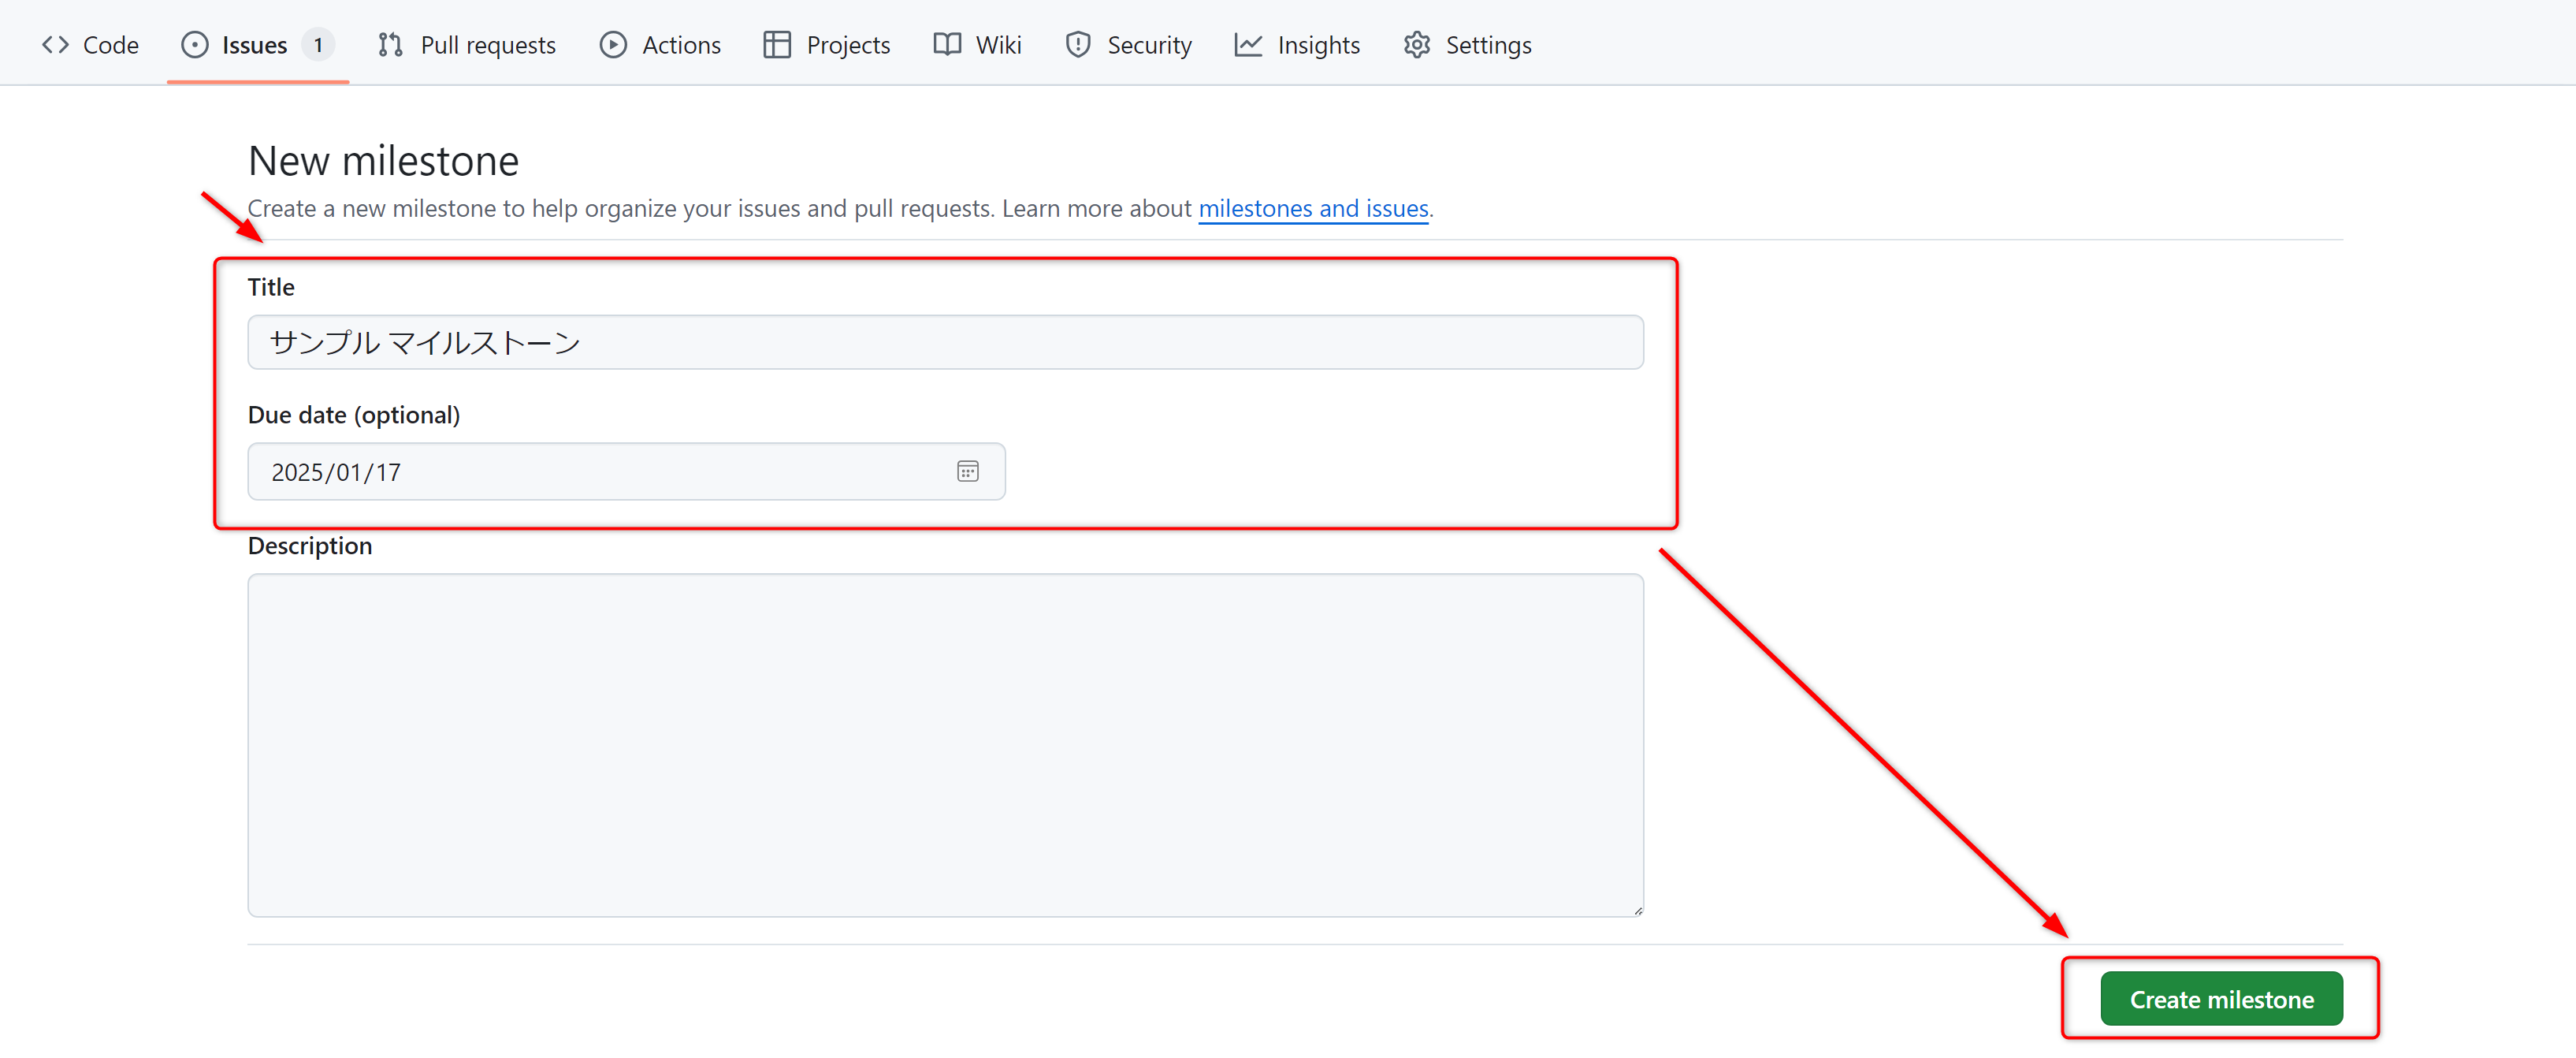 Code Issues 1 Pull requests Actions Projects Wiki Security Insights Settings
New milestone
Create a new milestone to help organize your issues and pull requests. Learn more about milestones and issues.
Title
サンプル マイルストーン
Due date (optional)
2025/01/17
Description
Create milestone